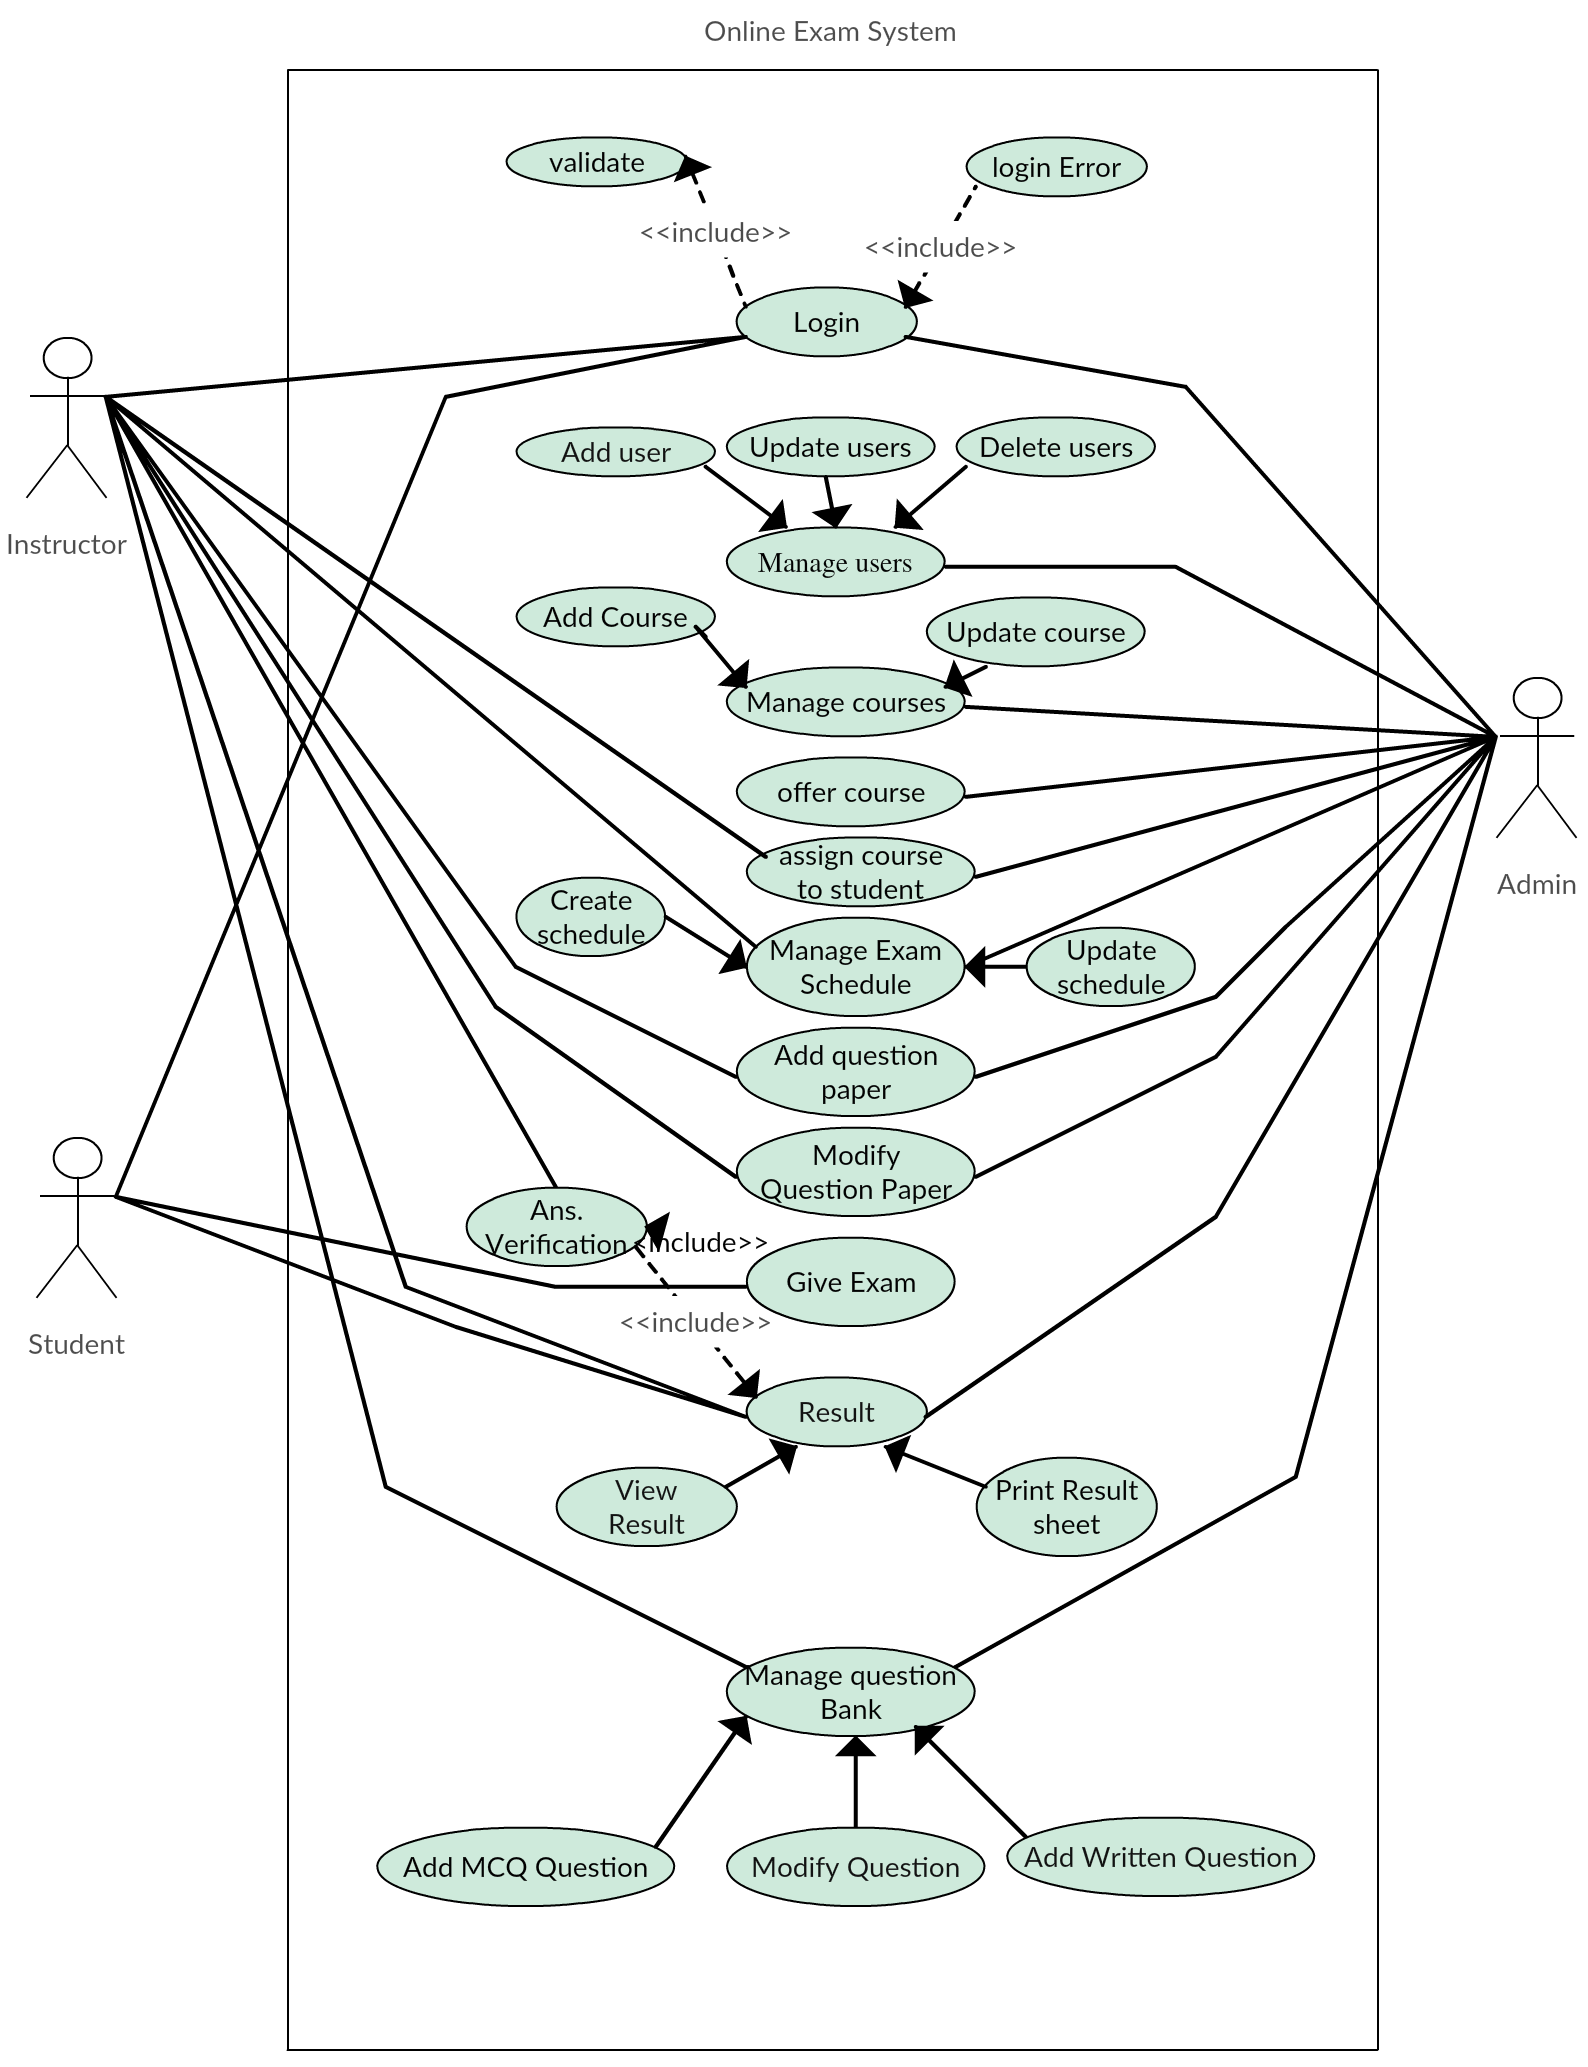 Online Exam System
validate
login Error
<<include>>
<<include>>
Login
Instructor
Add user
Update users
Delete users
Manage users
Add Course
Update course
Manage courses
offer course
assign course
to student
Admin
Create
schedule
Manage Exam
Schedule
Update
schedule
Add question
paper
Modify
Question Paper
Ans.
Verification
<include>>
Give Exam
Student
<<include>>
Result
View
Result
Print Result
sheet
Manage question
Bank
Add MCQ Question
Modify Question
Add Written Question